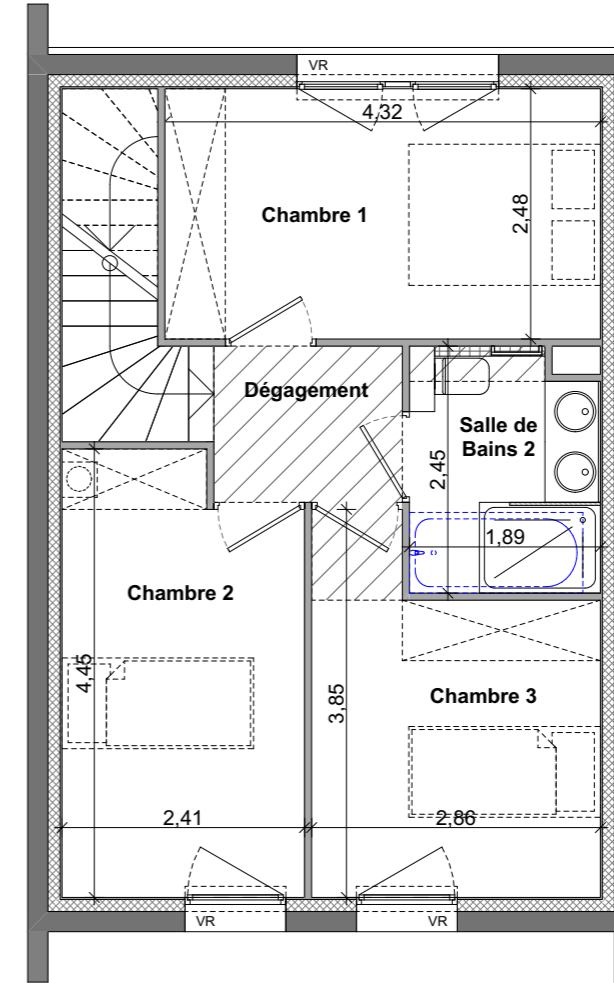 VR
4,32
Chambre 1
2,48
Dégagement
Salle de
Bains 2
2,45
1,89
Chambre 2
4,45
Chambre 3
3,85
2,41
2,86
VR
VR